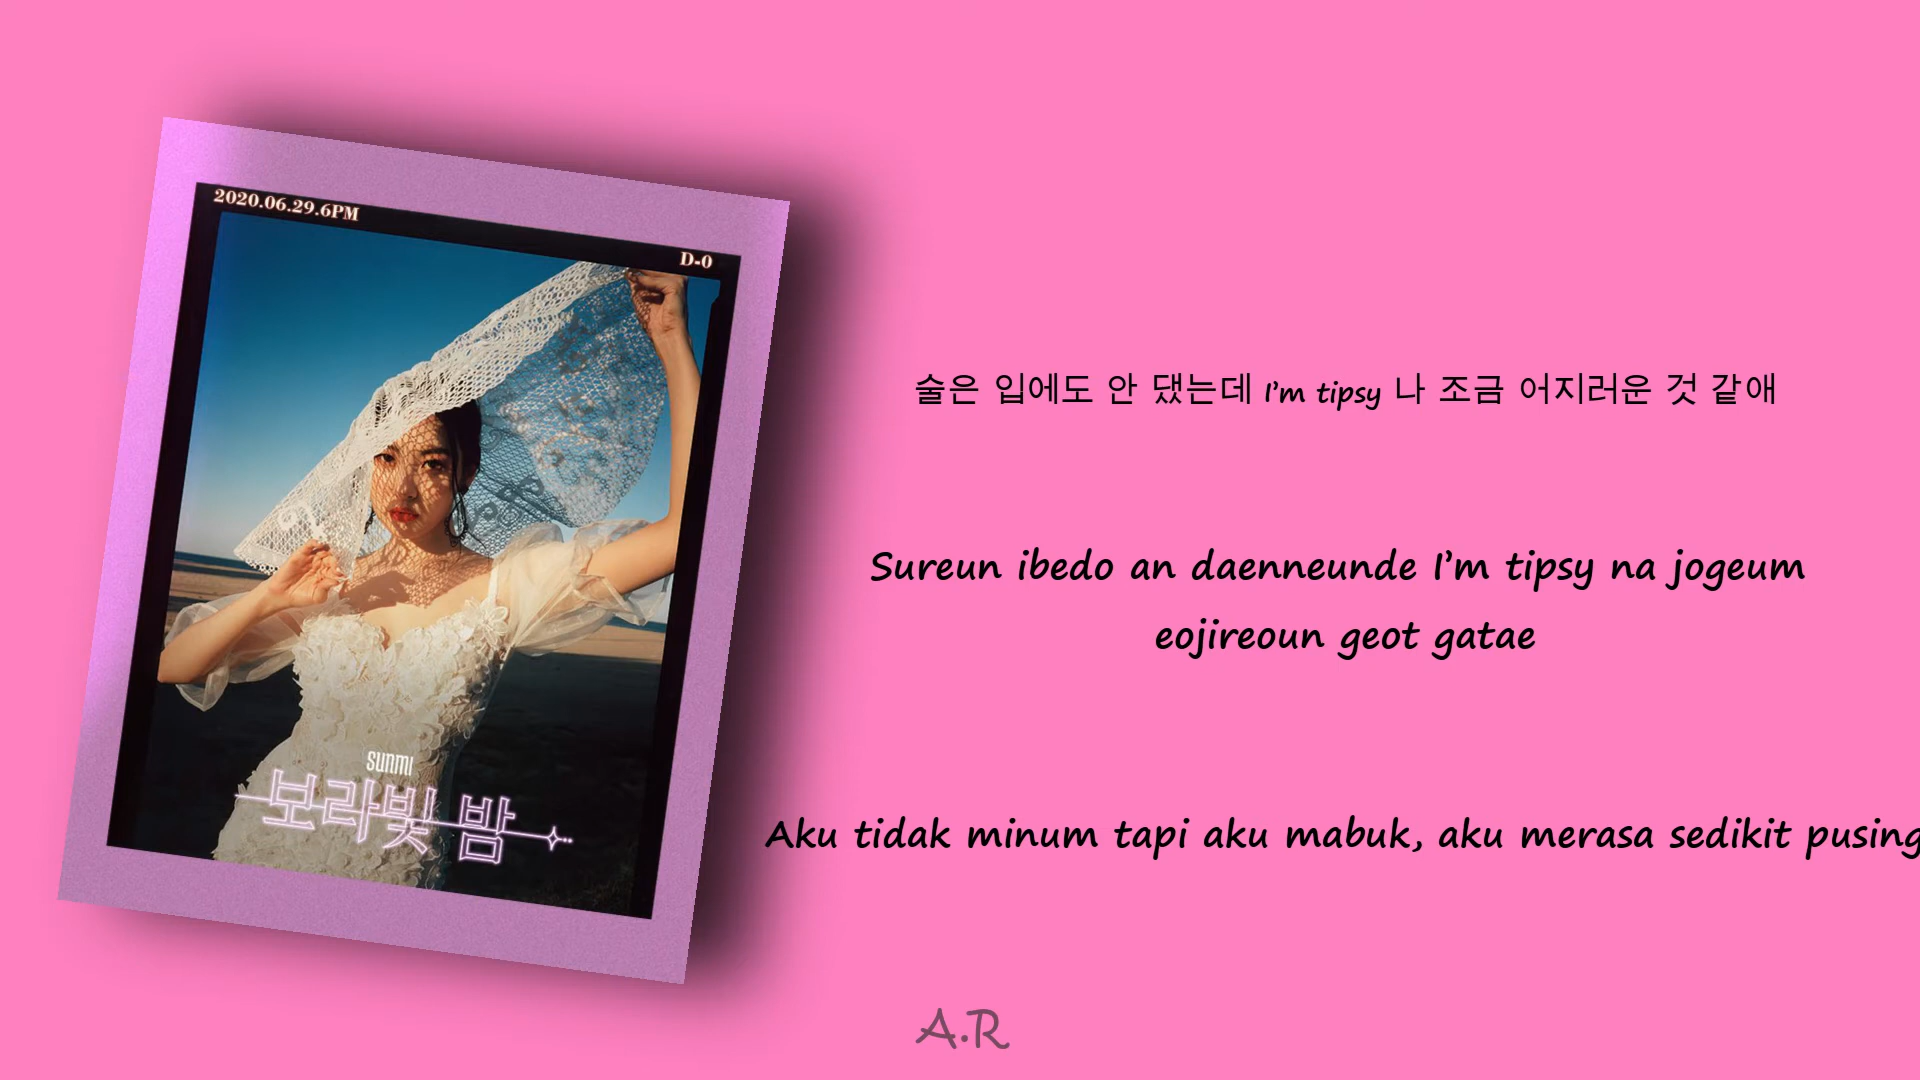 2020.06.29.6PM
D-0
sunmi
보라빛 밤
술은 입에도 안 댔는데 I'm tipsy 나 조금 어지러운 것 같애
Sureun ibedo an daenneunde I'm tipsy na jogeum
eojireoun geot gatae
Aku tidak minum tapi aku mabuk, aku merasa sedikit pusing
A.R